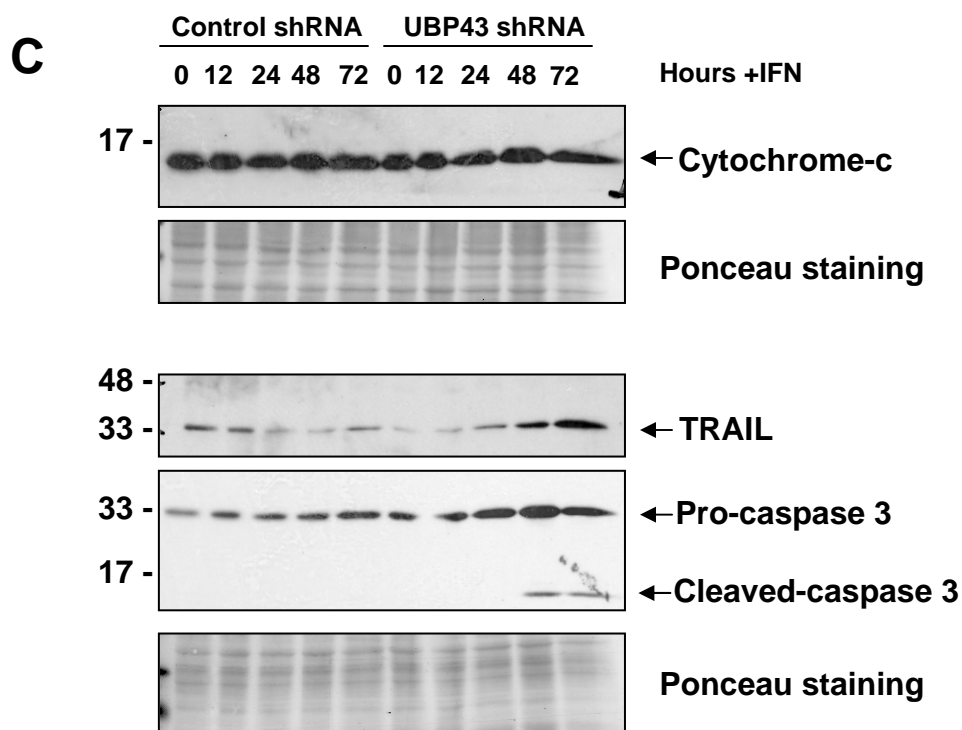 C
Control shRNA UBP43 shRNA
0 12 24 48 72 0 12 24 48 72 Hours +IFN
17 -
Cytochrome-c
Ponceau staining
48 -
33 - TRAIL
33 - Pro-caspase 3
17 -
Cleaved-caspase 3
Ponceau staining